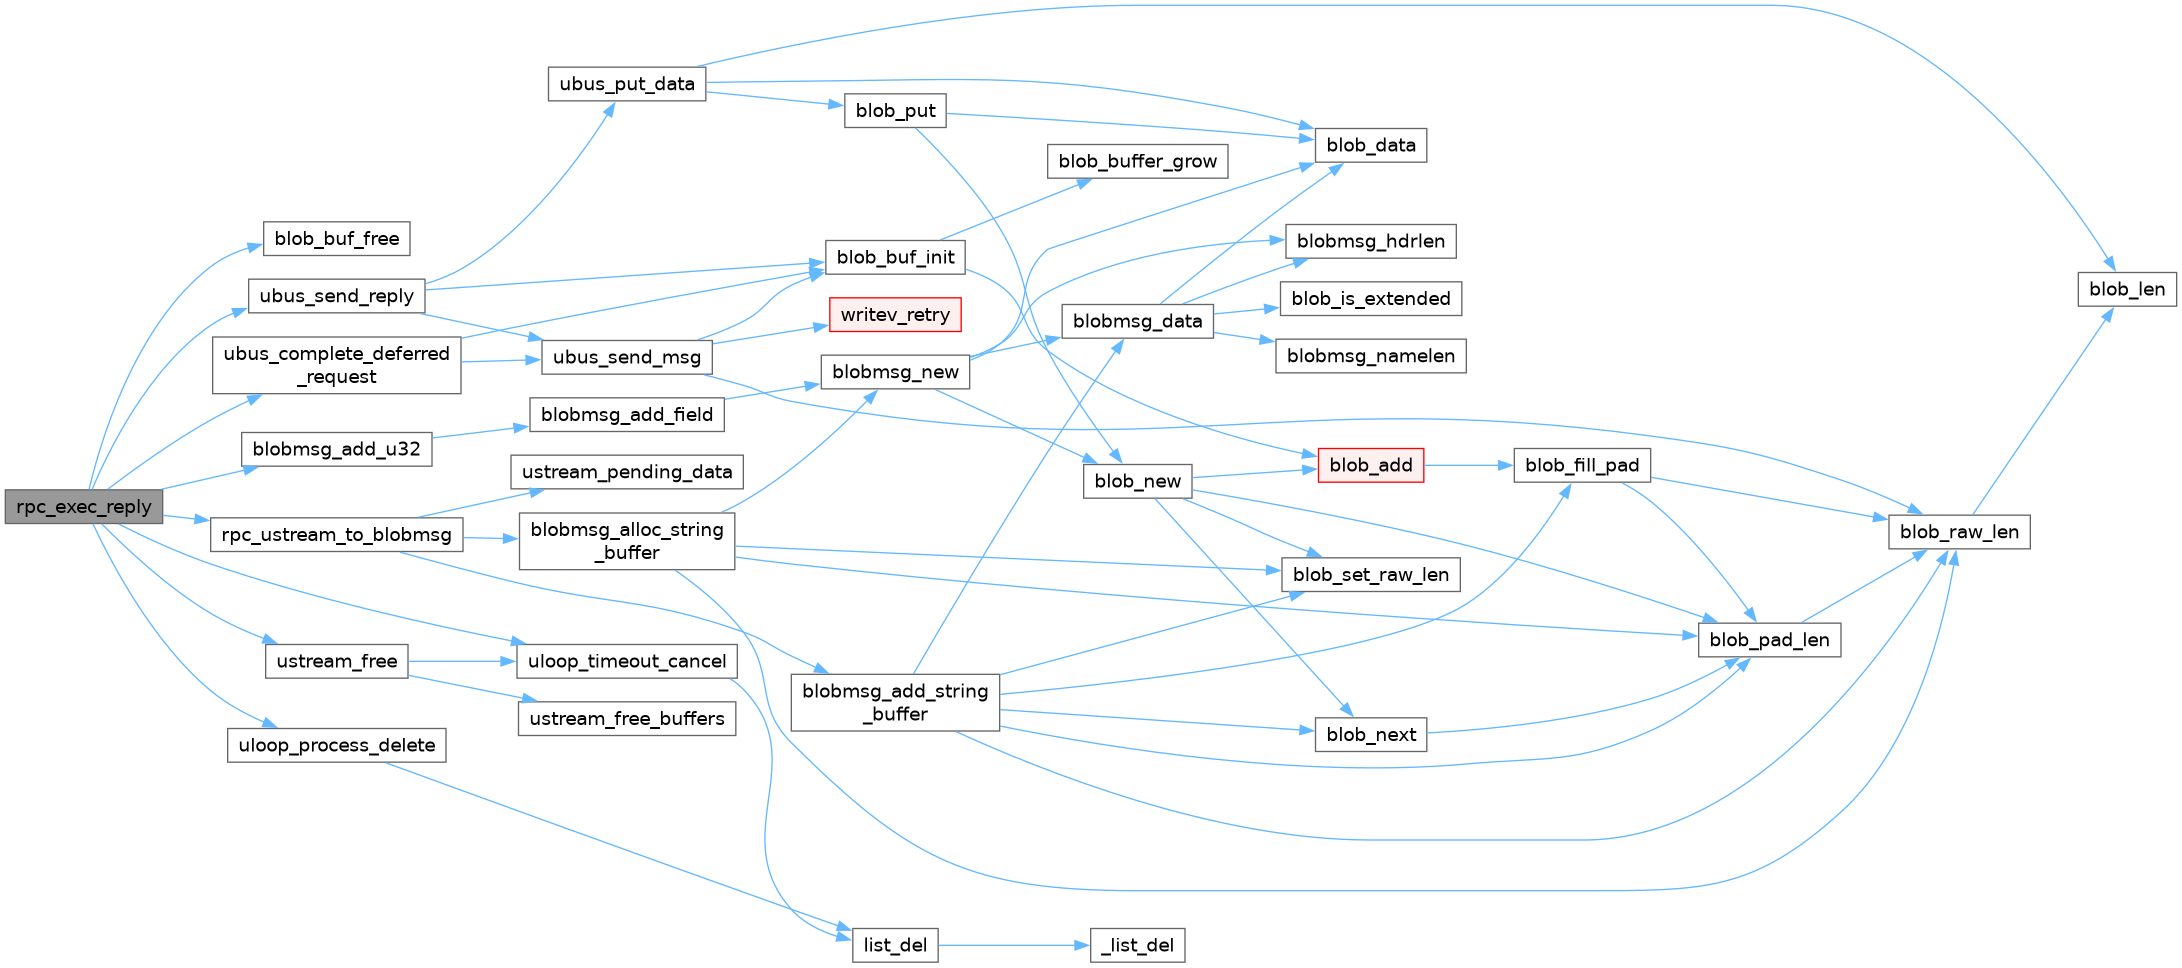 rpc_exec_reply
blob_buf_free
ubus_send_reply
ubus_complete_deferred
_request
blobmsg_add_u32
rpc_ustream_to_blobmsg
ustream_free
uloop_process_delete
ubus_put_data
ubus_send_msg
blobmsg_add_field
ustream_pending_data
blobmsg_alloc_string
_buffer
uloop_timeout_cancel
ustream_free_buffers
blob_put
blob_buf_init
writev_retry
blobmsg_new
blobmsg_add_string
_buffer
list_del
blob_buffer_grow
blobmsg_data
blob_new
_list_del
blob_data
blobmsg_hdrlen
blob_is_extended
blobmsg_namelen
blob_add
blob_set_raw_len
blob_next
blob_fill_pad
blob_pad_len
blob_raw_len
blob_len